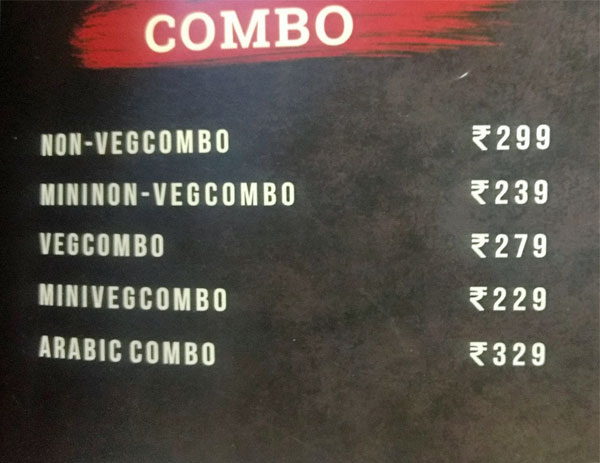 COMBO
NON-VEGCOMBO ₹299
MININON-VEGCOMBO ₹239
VEGCOMBO ₹279
MINIVEGCOMBO ₹229
ARABIC COMBO ₹329